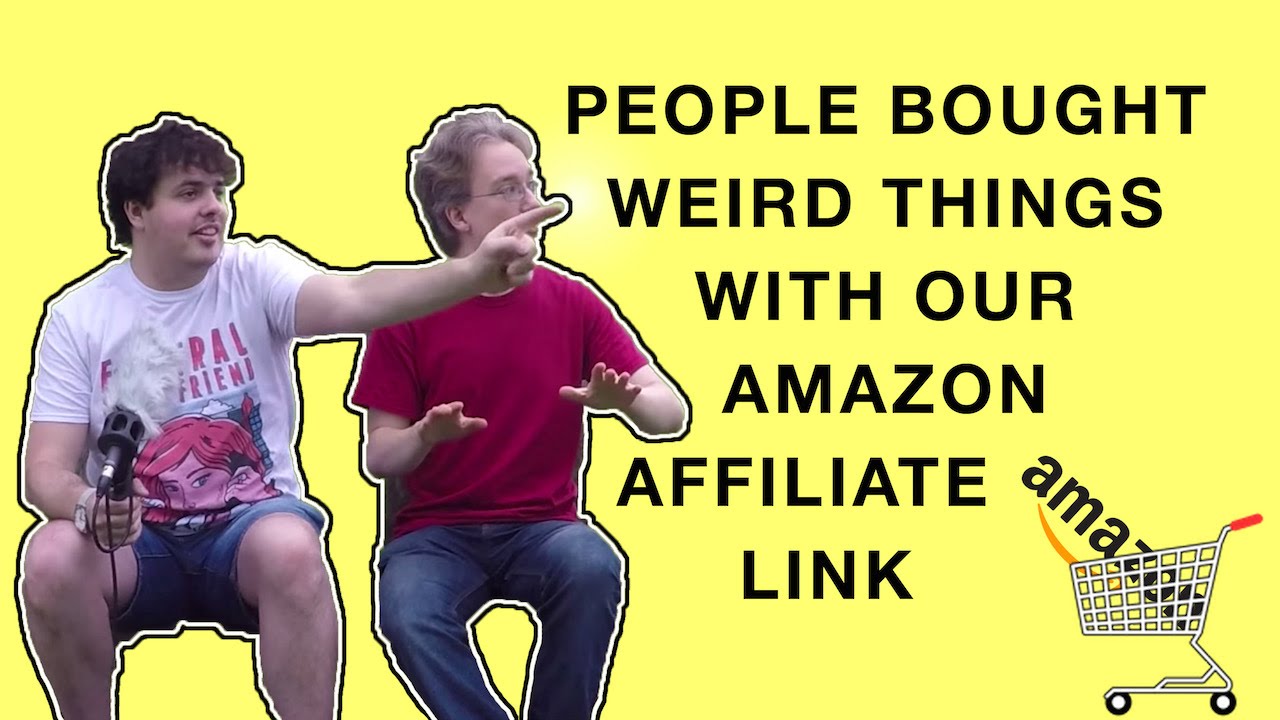 PEOPLE BOUGHT
WEIRD THINGS
WITH OUR
AMAZON
AFFILIATE
LINK